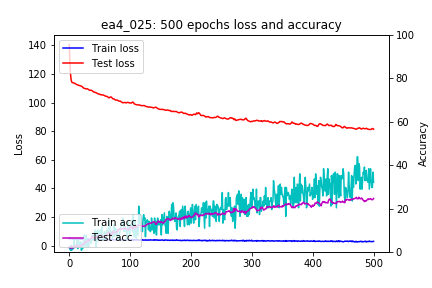 ea4_025: 500 epochs loss and accuracy
140
120
100
80
60
40
20
0
Loss
Train loss
Test loss
Train acc
Test acc
100
80
60
40
20
0
Accuracy
0
100
200
300
400
500